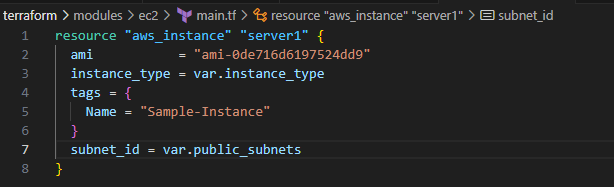 terraform > modules > ec2 > main.tf > resource "aws_instance" "server1" > subnet_id
1 resource "aws_instance" "server1" {
2   ami           = "ami-0de716d6197524dd9"
3   instance_type = var.instance_type
4   tags = {
5     Name = "Sample-Instance"
6   }
7   subnet_id = var.public_subnets
8 }